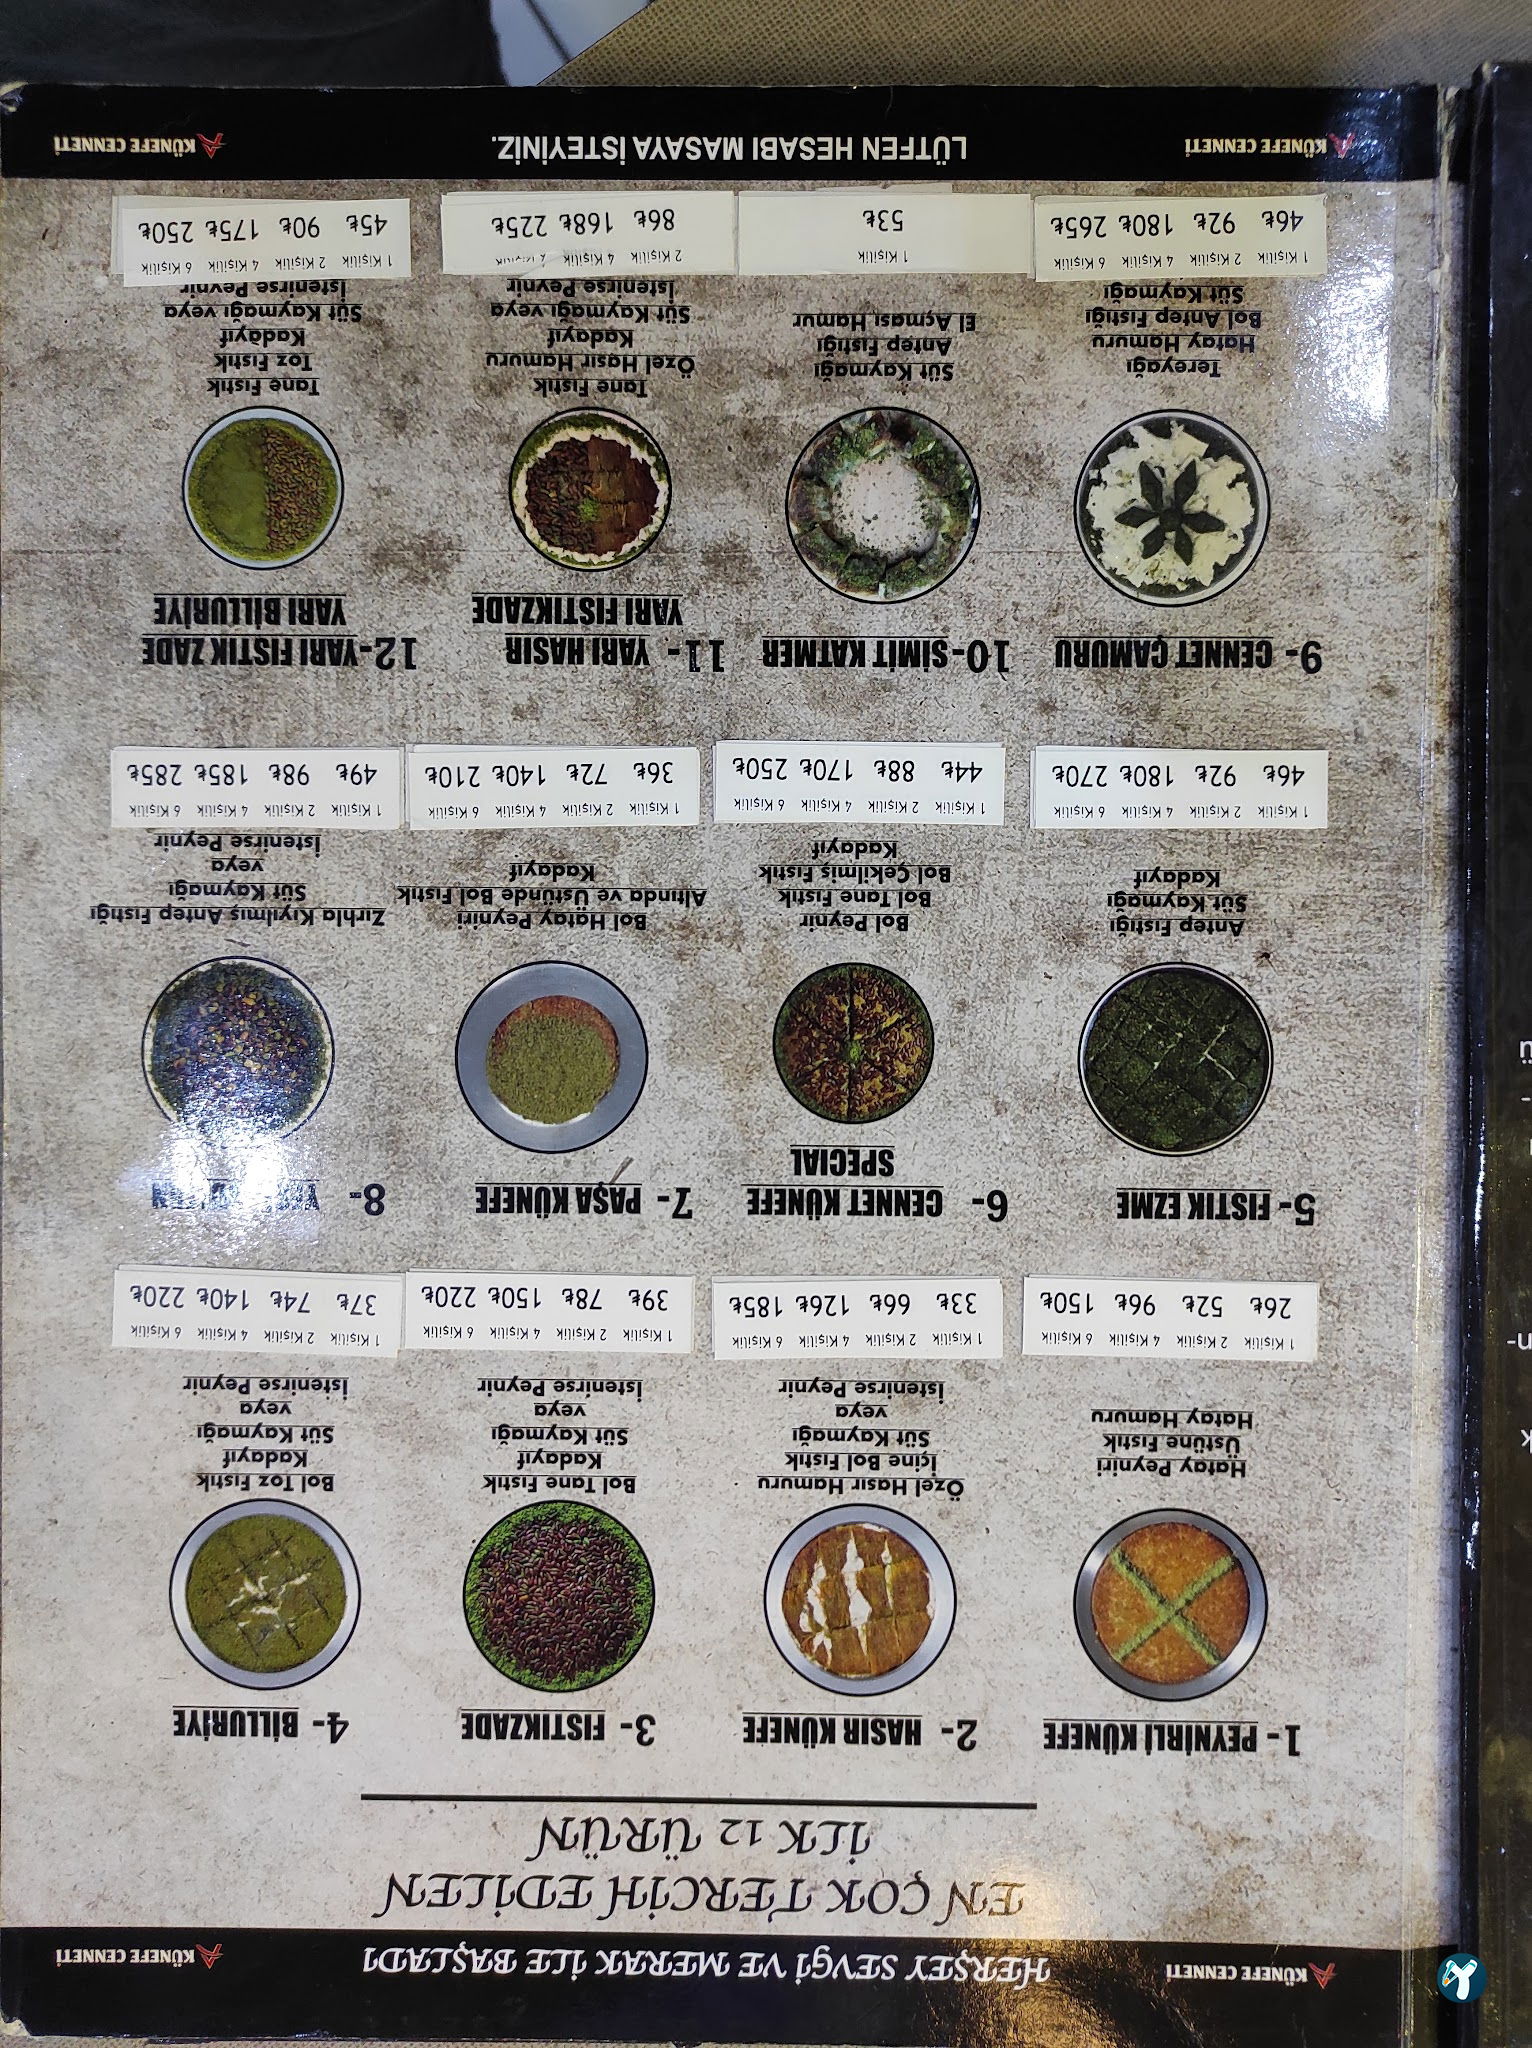 KÜNEFE CENNETİ
HERŞEY SEVGİ VE MERAK İLE BAŞLADI
KÜNEFE CENNETİ
EN ÇOK TERCİH EDİLEN
İLK 12 ÜRÜN
1- PEYNİRLİ KÜNEFE
Hatay Peyniri
Üstüne Fıstık
Hatay Hamuru
1 Kişilik 2 Kişilik 4 Kişilik 6 Kişilik
26₺ 52₺ 96₺ 150₺
2- HASIR KÜNEFE
Özel Hasır Hamuru
İçine Bol Fıstık
Süt Kaymağı
veya
İstenirse Peynir
1 Kişilik 2 Kişilik 4 Kişilik 6 Kişilik
33₺ 66₺ 126₺ 185₺
3- FISTIKZADE
Bol Tane Fıstık
Kadayıf
Süt Kaymağı
veya
İstenirse Peynir
1 Kişilik 2 Kişilik 4 Kişilik 6 Kişilik
39₺ 78₺ 150₺ 220₺
4- BİLLURİYE
Bol Toz Fıstık
Kadayıf
Süt Kaymağı
veya
İstenirse Peynir
1 Kişilik 2 Kişilik 4 Kişilik 6 Kişilik
37₺ 74₺ 140₺ 220₺
5- FISTIK EZME
Antep Fıstığı
Süt Kaymağı
Kadayıf
1 Kişilik 2 Kişilik 4 Kişilik 6 Kişilik
46₺ 92₺ 180₺ 270₺
6- CENNET KÜNEFE
SPECIAL
Bol Peynir
Bol Tane Fıstık
Bol Çekilmiş Fıstık
Kadayıf
1 Kişilik 2 Kişilik 4 Kişilik 6 Kişilik
44₺ 88₺ 170₺ 250₺
7- PAŞA KÜNEFE
Bol Hatay Peyniri
Altında ve Üstünde Bol Fıstık
Kadayıf
1 Kişilik 2 Kişilik 4 Kişilik 6 Kişilik
36₺ 72₺ 140₺ 210₺
8-
Zırhla Kıyılmış Antep Fıstığı
Süt Kaymağı
veya
İstenirse Peynir
1 Kişilik 2 Kişilik 4 Kişilik 6 Kişilik
49₺ 98₺ 185₺ 285₺
9- CENNET ÇAMURU
Tereyağı
Hatay Hamuru
Bol Antep Fıstığı
Süt Kaymağı
1 Kişilik 2 Kişilik 4 Kişilik 6 Kişilik
46₺ 92₺ 180₺ 265₺
10- SİMİT KATMER
Süt Kaymağı
Antep Fıstığı
El Açması Hamur
1 Kişilik
53₺
11- YARI HASIR
YARI FISTIKZADE
Tane Fıstık
Özel Hasır Hamuru
Kadayıf
Süt Kaymağı veya
İstenirse Peynir
2 Kişilik
86₺ 168₺ 225₺
12- YARI FISTIK ZADE
YARI BİLLURİYE
Tane Fıstık
Toz Fıstık
Kadayıf
Süt Kaymağı veya
İstenirse Peynir
1 Kişilik 2 Kişilik 4 Kişilik 6 Kişilik
45₺ 90₺ 175₺ 250₺
KÜNEFE CENNETİ
LÜTFEN HESABI MASAYA İSTEYİNİZ.
KÜNEFE CENNETİ